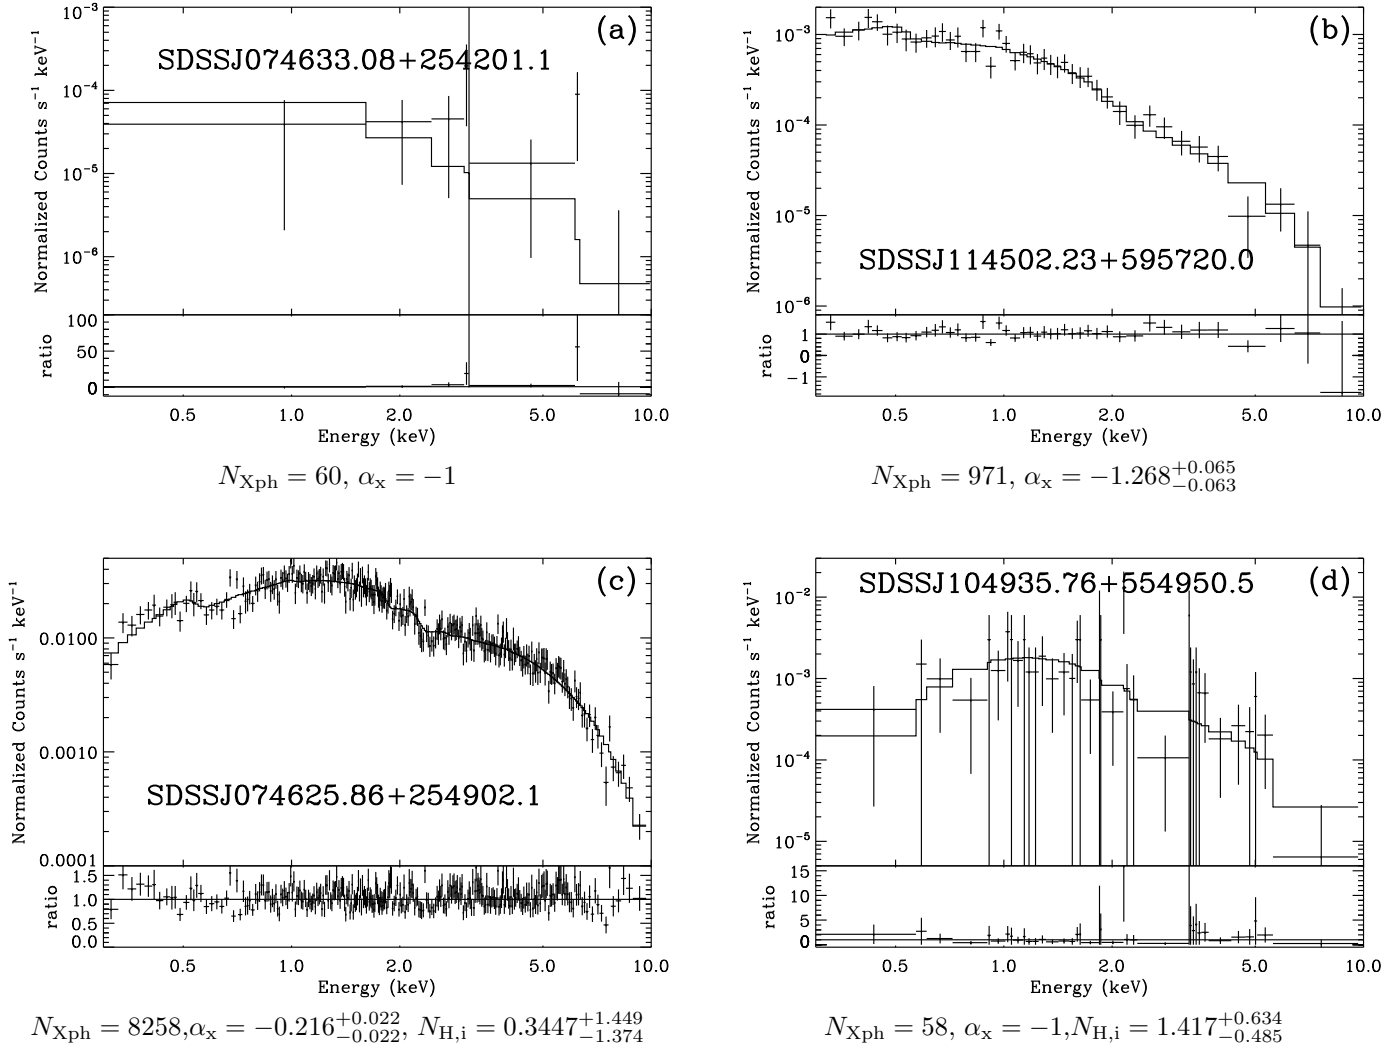 (a)
SDSSJ074633.08+254201.1
Normalized Counts s⁻¹ keV⁻¹
10⁻³
10⁻⁴
10⁻⁵
10⁻⁶
ratio
100
50
0
0.5 1.0 2.0 5.0 10.0
Energy (keV)
N_Xph = 60, α_x = −1
(b)
SDSSJ114502.23+595720.0
Normalized Counts s⁻¹ keV⁻¹
10⁻³
10⁻⁴
10⁻⁵
10⁻⁶
ratio
1
0
−1
0.5 1.0 2.0 5.0 10.0
Energy (keV)
N_Xph = 971, α_x = −1.268^{+0.065}_{−0.063}
(c)
SDSSJ074625.86+254902.1
Normalized Counts s⁻¹ keV⁻¹
0.0100
0.0010
0.0001
ratio
1.5
1.0
0.5
0.0
0.5 1.0 2.0 5.0 10.0
Energy (keV)
N_Xph = 8258,α_x = −0.216^{+0.022}_{−0.022}, N_H,i = 0.3447^{+1.449}_{−1.374}
(d)
SDSSJ104935.76+554950.5
Normalized Counts s⁻¹ keV⁻¹
10⁻²
10⁻³
10⁻⁴
10⁻⁵
ratio
15
10
5
0
0.5 1.0 2.0 5.0 10.0
Energy (keV)
N_Xph = 58, α_x = −1,N_H,i = 1.417^{+0.634}_{−0.485}